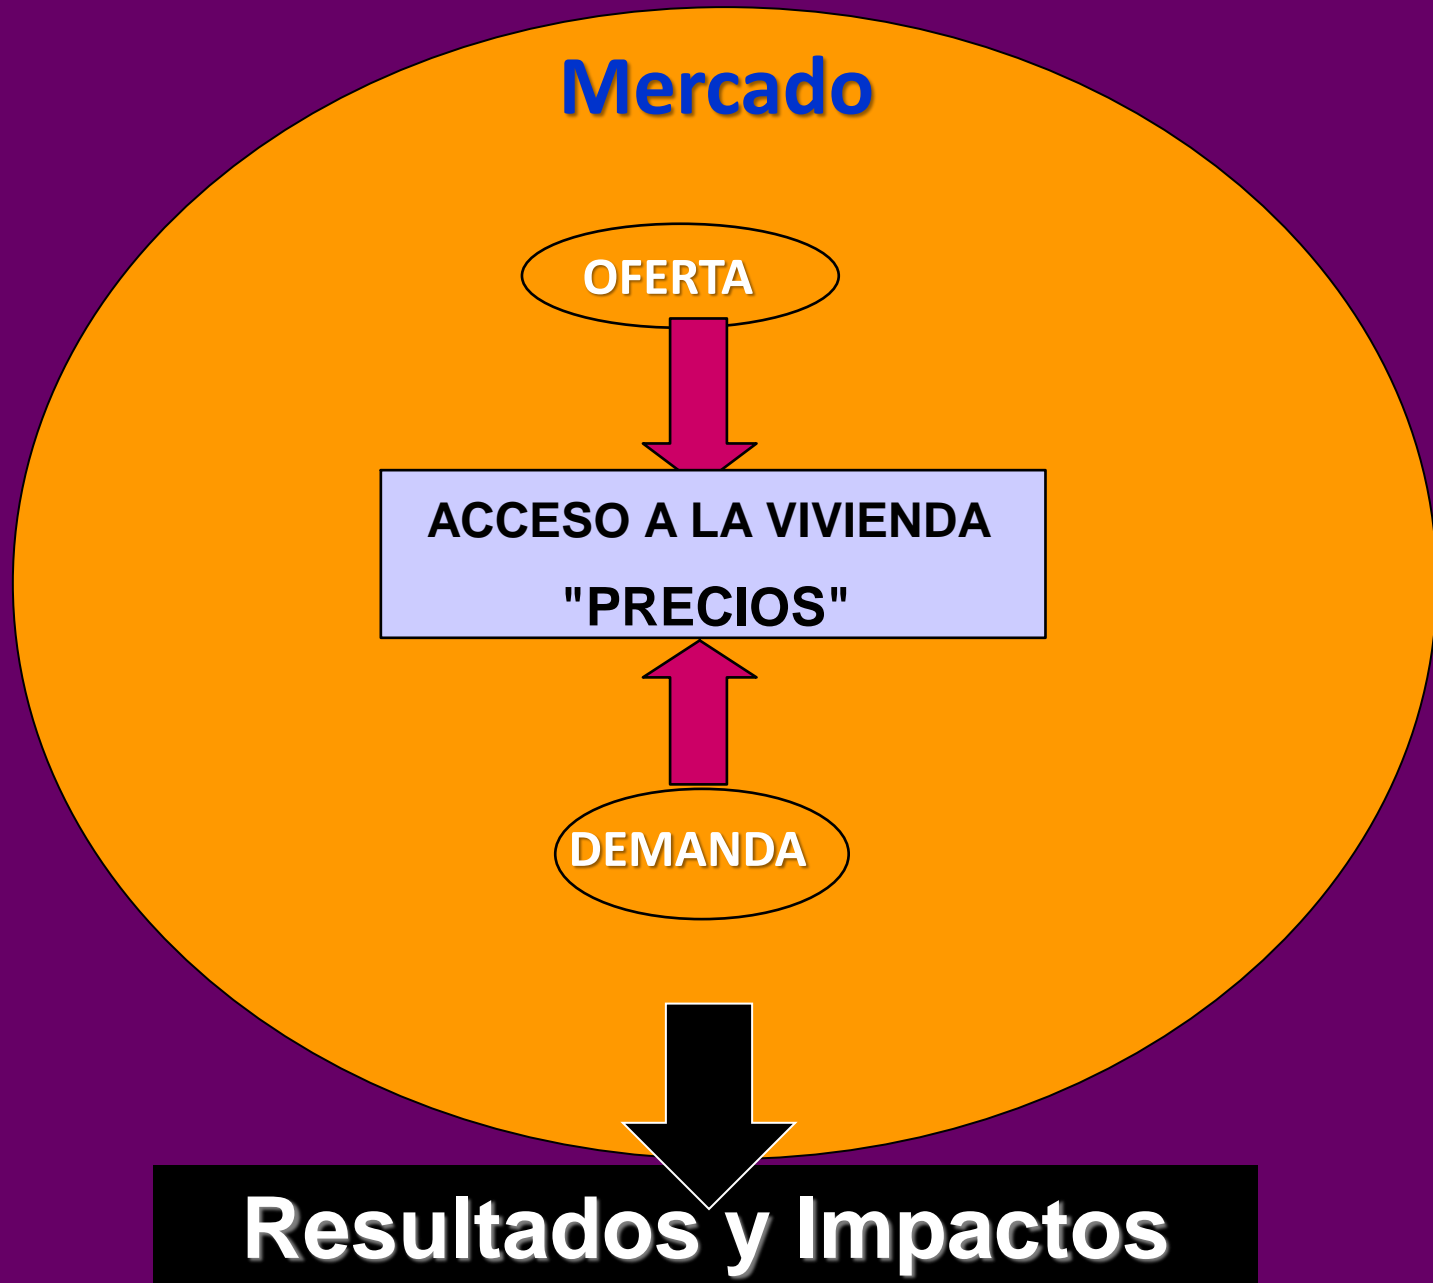 Mercado
OFERTA
ACCESO A LA VIVIENDA
"PRECIOS"
DEMANDA
Resultados y Impactos